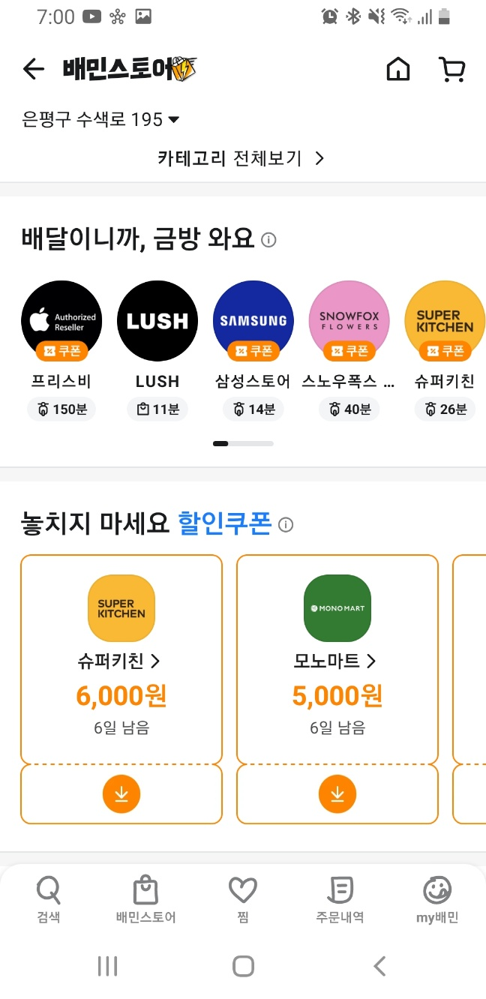 7:00
배민스토어
은평구 수색로 195
카테고리 전체보기
배달이니까, 금방 와요
Authorized
Reseller
LUSH
SAMSUNG
SNOWFOX
FLOWERS
SUPER
KITCHEN
쿠폰
쿠폰
쿠폰
쿠폰
프리스비
LUSH
삼성스토어
스노우폭스 ...
슈퍼키친
150분
11분
14분
40분
26분
놓치지 마세요 할인쿠폰
SUPER
KITCHEN
MONO MART
슈퍼키친
모노마트
6,000원
5,000원
6일 남음
6일 남음
검색
배민스토어
찜
주문내역
my배민